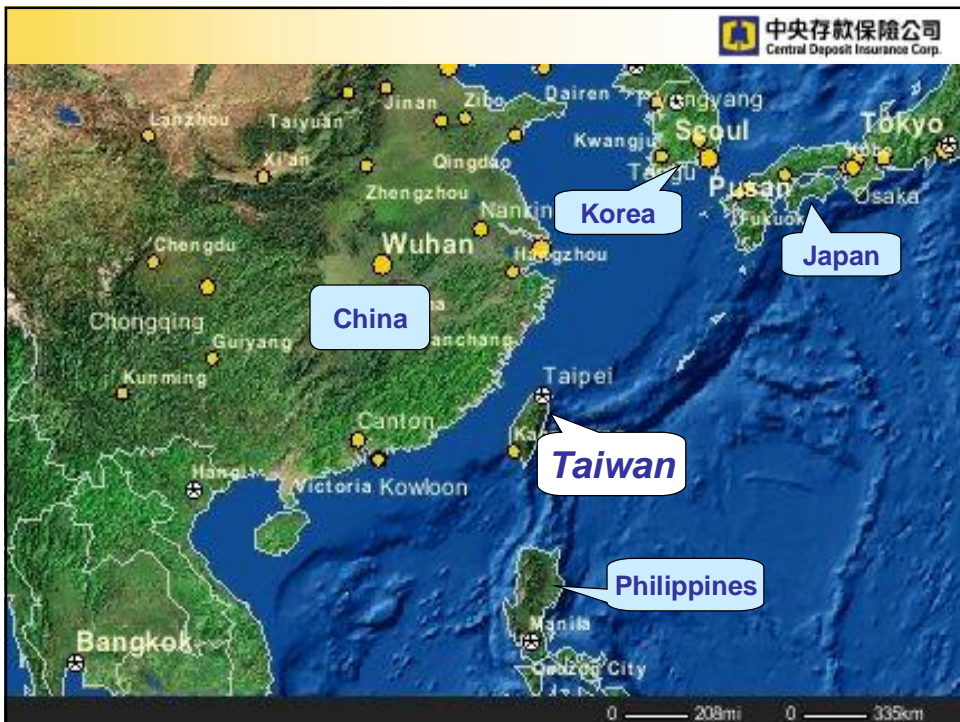 中央存款保險公司
Central Deposit Insurance Corp.
Jinan
Zibo
Dairen
Lanzhou
Taiyuan
Kwangju
Seoul
Tokyo
Xi'an
Qingdao
Zhengzhou
Pusan
Osaka
Korea
Wuhan
Japan
Chengdu
China
Chongqing
Guiyang
Kunming
Taipei
Canton
Taiwan
Victoria
Kowloon
Philippines
Manila
Bangkok
0
208mi
0
335km